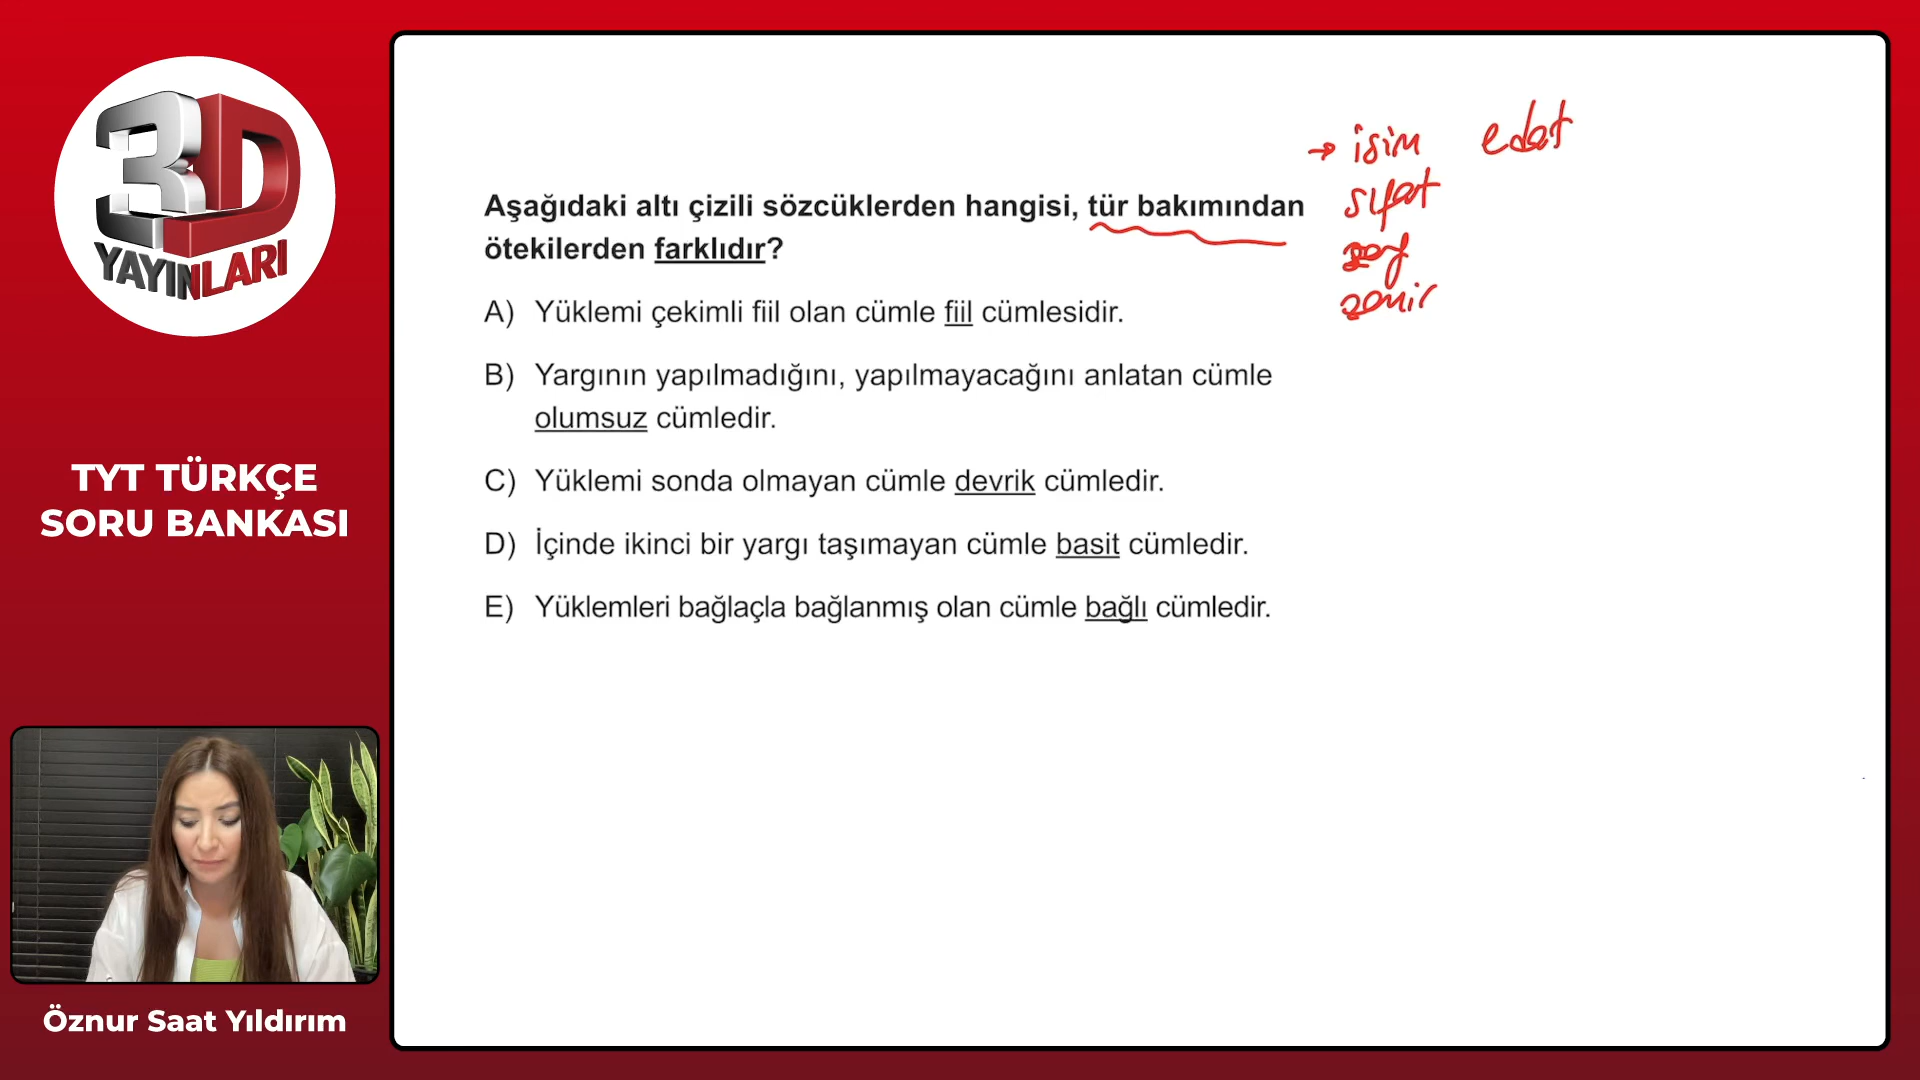 3D
YAYINLARI
TYT TÜRKÇE
SORU BANKASI
Öznur Saat Yıldırım
Aşağıdaki altı çizili sözcüklerden hangisi, tür bakımından
ötekilerden farklıdır?
A) Yüklemi çekimli fiil olan cümle fiil cümlesidir.
B) Yargının yapılmadığını, yapılmayacağını anlatan cümle
olumsuz cümledir.
C) Yüklemi sonda olmayan cümle devrik cümledir.
D) İçinde ikinci bir yargı taşımayan cümle basit cümledir.
E) Yüklemleri bağlaçla bağlanmış olan cümle bağlı cümledir.
→ isim edat
sıfat
zarf
zamir